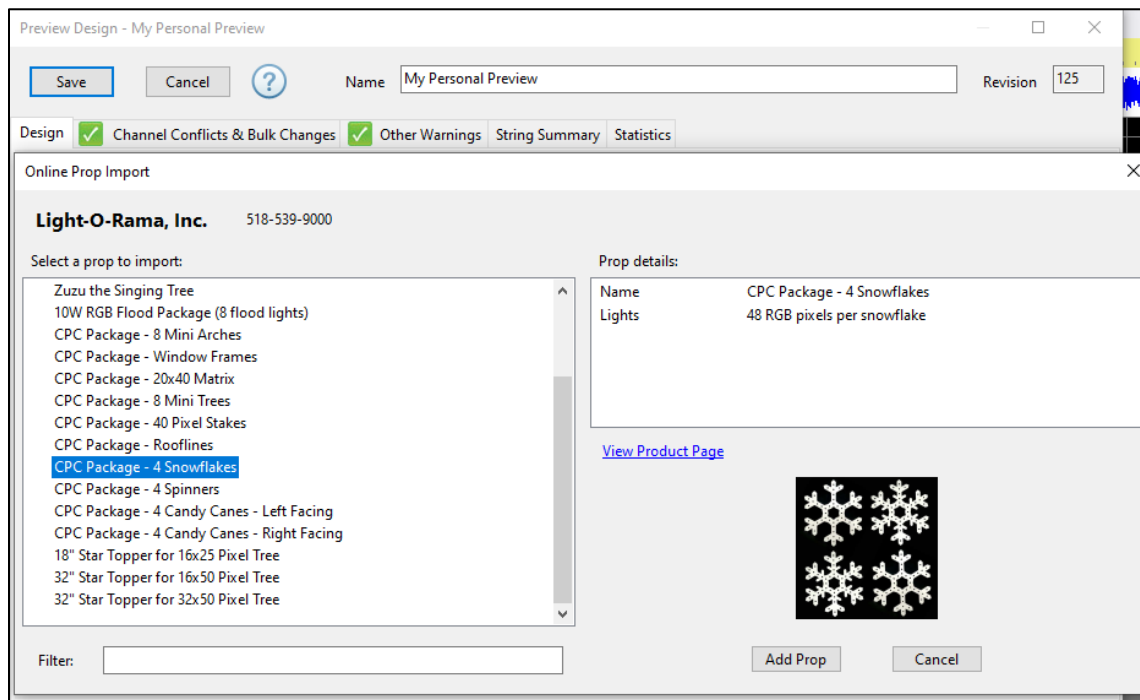 Preview Design - My Personal Preview
Save Cancel ? Name My Personal Preview Revision 125
Design Channel Conflicts & Bulk Changes Other Warnings String Summary Statistics
Online Prop Import
Light-O-Rama, Inc. 518-539-9000
Select a prop to import:
Zuzu the Singing Tree
10W RGB Flood Package (8 flood lights)
CPC Package - 8 Mini Arches
CPC Package - Window Frames
CPC Package - 20x40 Matrix
CPC Package - 8 Mini Trees
CPC Package - 40 Pixel Stakes
CPC Package - Rooflines
CPC Package - 4 Snowflakes
CPC Package - 4 Spinners
CPC Package - 4 Candy Canes - Left Facing
CPC Package - 4 Candy Canes - Right Facing
18" Star Topper for 16x25 Pixel Tree
32" Star Topper for 16x50 Pixel Tree
32" Star Topper for 32x50 Pixel Tree
Filter:
Prop details:
Name CPC Package - 4 Snowflakes
Lights 48 RGB pixels per snowflake
View Product Page
Add Prop Cancel